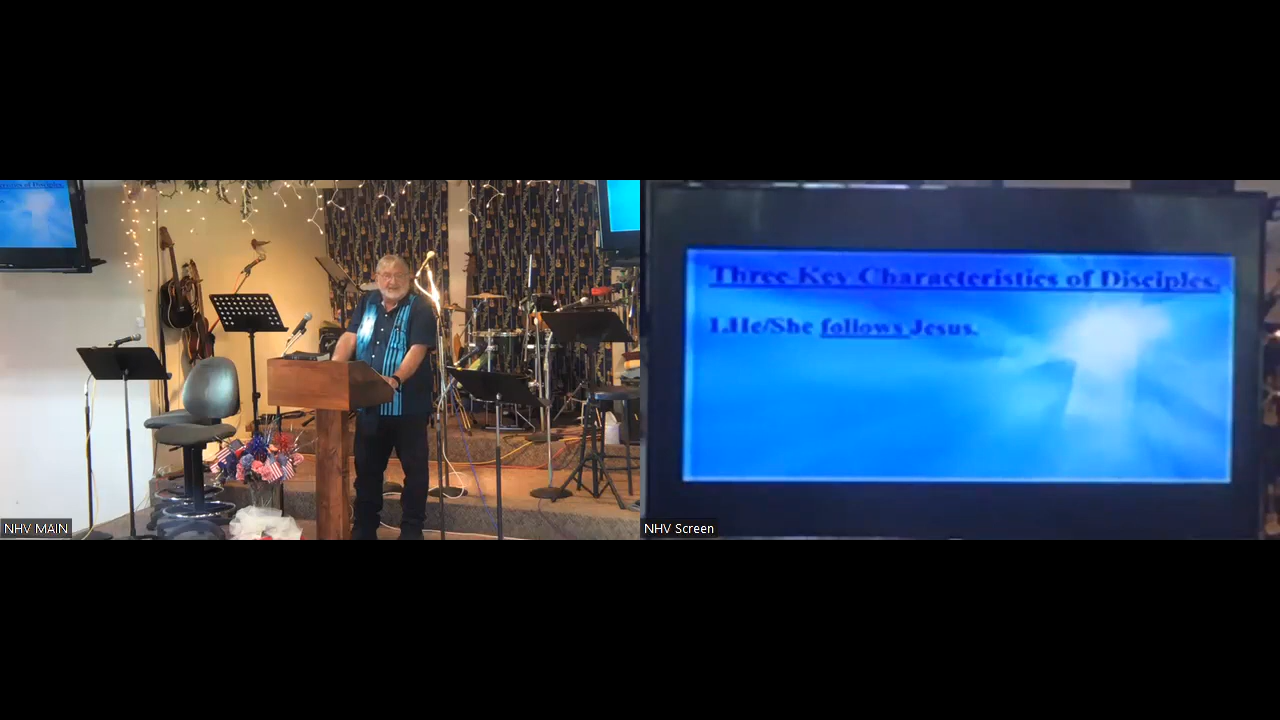 Three Key Characteristics of Disciples.
1.He/She follows Jesus.
NHV MAIN
NHV Screen